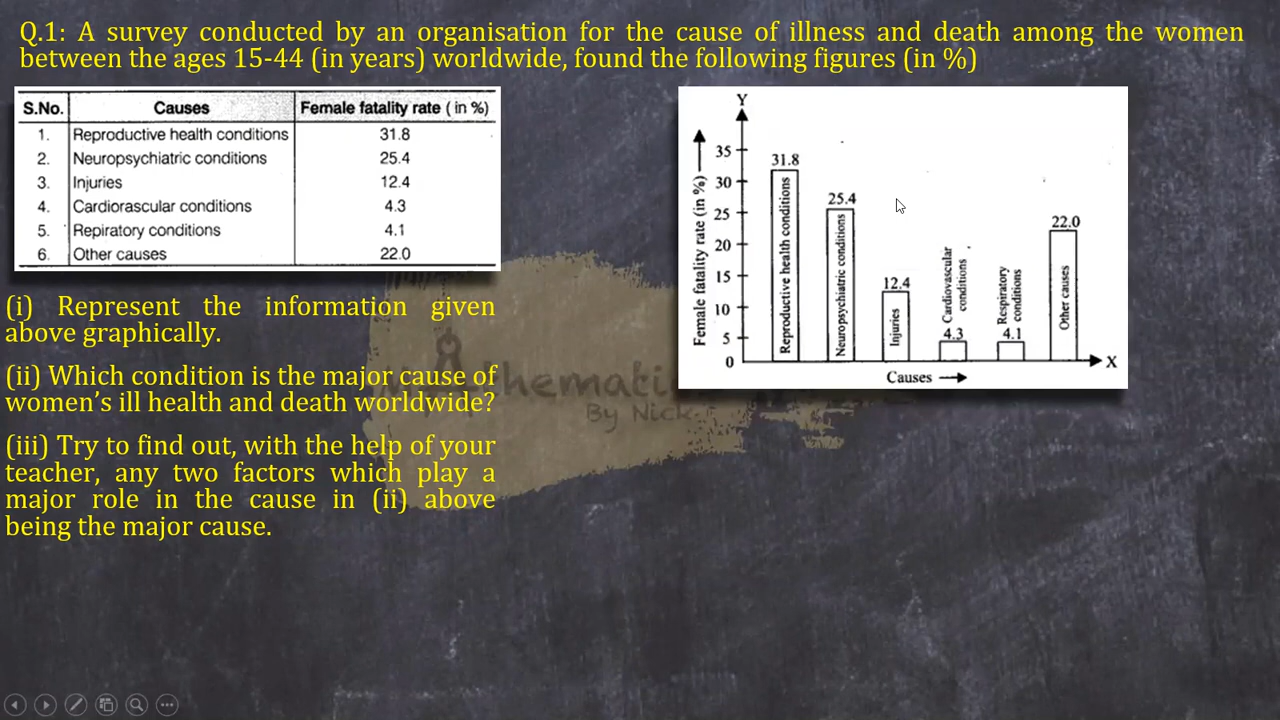 Q.1: A survey conducted by an organisation for the cause of illness and death among the women
between the ages 15-44 (in years) worldwide, found the following figures (in %)
S.No. Causes Female fatality rate ( in %)
1. Reproductive health conditions 31.8
2. Neuropsychiatric conditions 25.4
3. Injuries 12.4
4. Cardiorascular conditions 4.3
5. Repiratory conditions 4.1
6. Other causes 22.0
(i) Represent the information given
above graphically.
(ii) Which condition is the major cause of
women's ill health and death worldwide?
(iii) Try to find out, with the help of your
teacher, any two factors which play a
major role in the cause in (ii) above
being the major cause.
Y
Female fatality rate (in %)
35
30
25
20
15
10
5
0
31.8
Reproductive health conditions
25.4
Neuropsychiatric conditions
12.4
Injuries
Cardiovascular
conditions
4.3
Respiratory
conditions
4.1
22.0
Other causes
X
Causes
By Nick